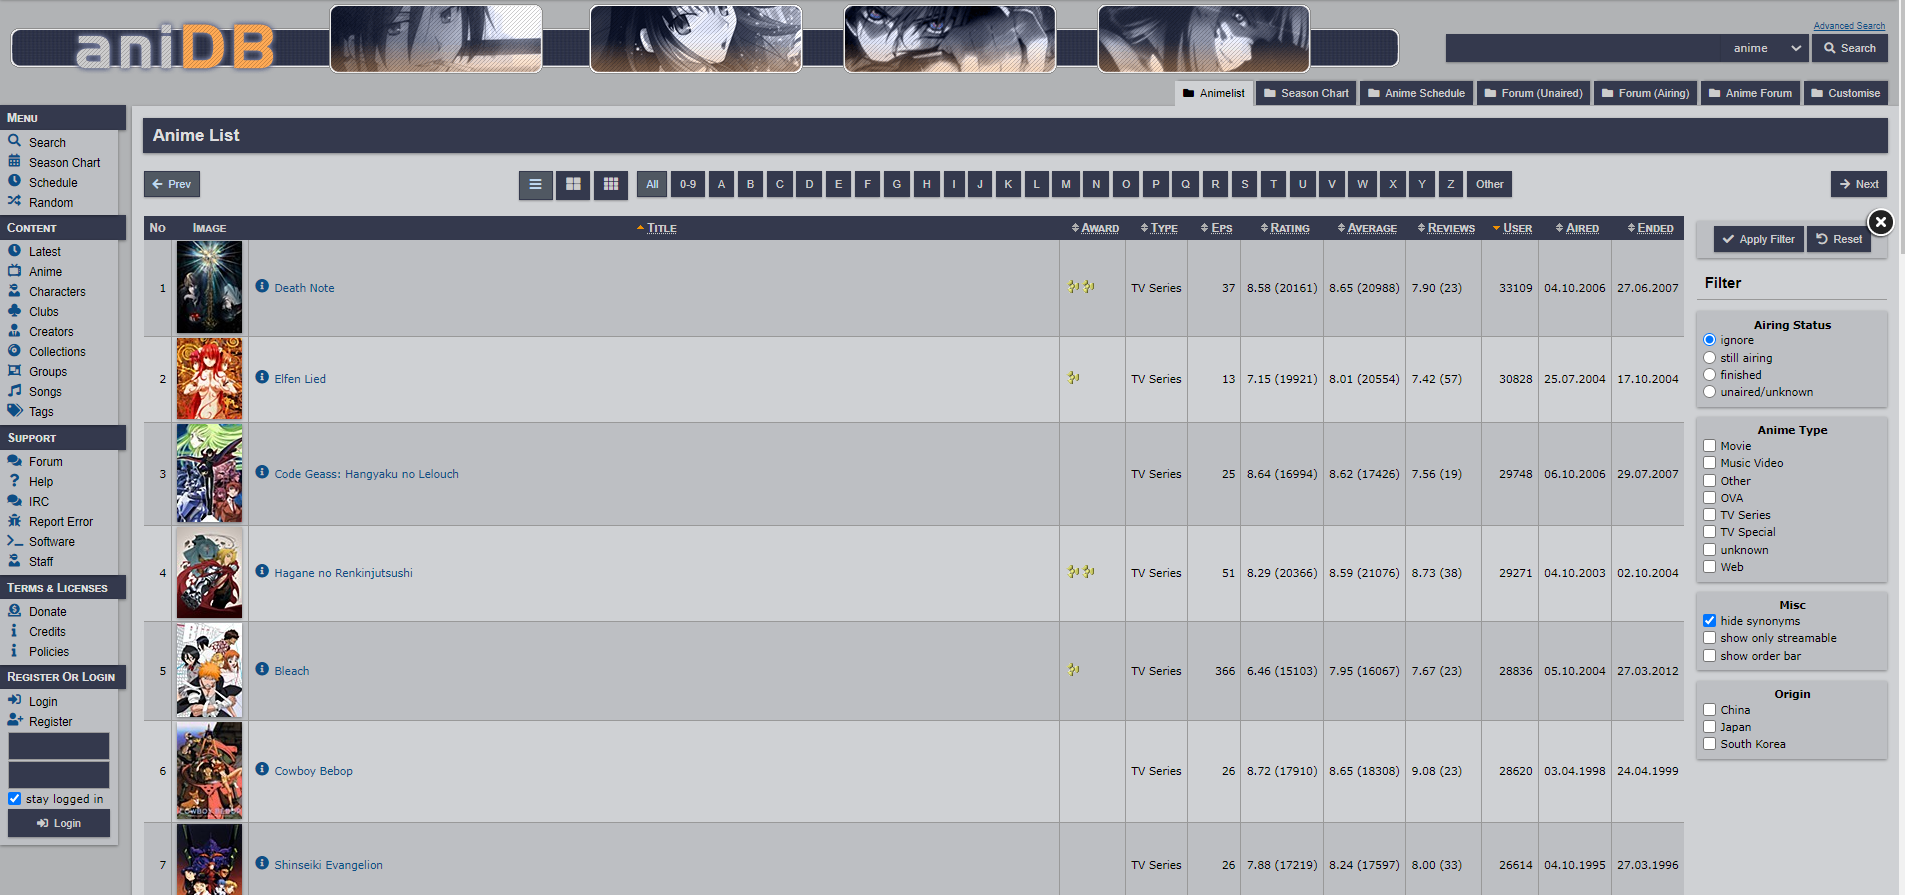 aniDB
Advanced Search
anime Search
Animelist Season Chart Anime Schedule Forum (Unaired) Forum (Airing) Anime Forum Customise
MENU
Search
Season Chart
Schedule
Random
CONTENT
Latest
Anime
Characters
Clubs
Creators
Collections
Groups
Songs
Tags
SUPPORT
Forum
Help
IRC
Report Error
Software
Staff
TERMS & LICENSES
Donate
Credits
Policies
REGISTER OR LOGIN
Login
Register
stay logged in
Login
Anime List
Prev All 0-9 A B C D E F G H I J K L M N O P Q R S T U V W X Y Z Other Next
No IMAGE TITLE AWARD TYPE EPS RATING AVERAGE REVIEWS USER AIRED ENDED
1 Death Note TV Series 37 8.58 (20161) 8.65 (20988) 7.90 (23) 33109 04.10.2006 27.06.2007
2 Elfen Lied TV Series 13 7.15 (19921) 8.01 (20554) 7.42 (57) 30828 25.07.2004 17.10.2004
3 Code Geass: Hangyaku no Lelouch TV Series 25 8.64 (16994) 8.62 (17426) 7.56 (19) 29748 06.10.2006 29.07.2007
4 Hagane no Renkinjutsushi TV Series 51 8.29 (20366) 8.59 (21076) 8.73 (38) 29271 04.10.2003 02.10.2004
5 Bleach TV Series 366 6.46 (15103) 7.95 (16067) 7.67 (23) 28836 05.10.2004 27.03.2012
6 Cowboy Bebop TV Series 26 8.72 (17910) 8.65 (18308) 9.08 (23) 28620 03.04.1998 24.04.1999
7 Shinseiki Evangelion TV Series 26 7.88 (17219) 8.24 (17597) 8.00 (33) 26614 04.10.1995 27.03.1996
Apply Filter Reset
Filter
Airing Status
ignore
still airing
finished
unaired/unknown
Anime Type
Movie
Music Video
Other
OVA
TV Series
TV Special
unknown
Web
Misc
hide synonyms
show only streamable
show order bar
Origin
China
Japan
South Korea